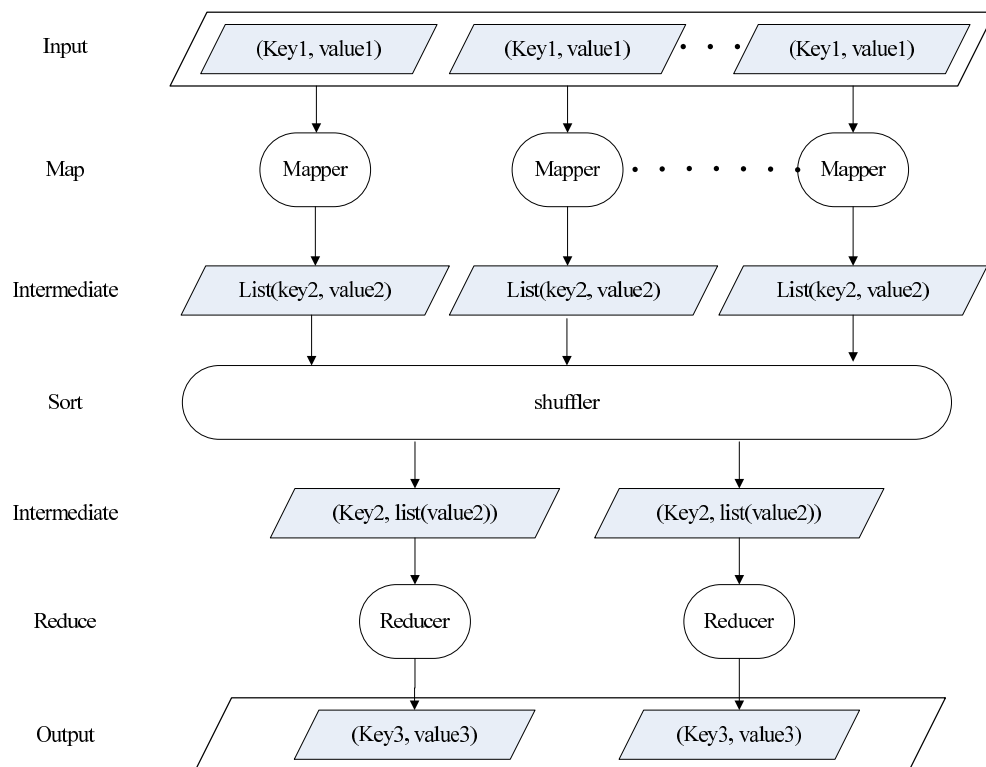 Input (Key1, value1) (Key1, value1) . . . (Key1, value1)
Map Mapper Mapper . . . . . . . Mapper
Intermediate List(key2, value2) List(key2, value2) List(key2, value2)
Sort shuffler
Intermediate (Key2, list(value2)) (Key2, list(value2))
Reduce Reducer Reducer
Output (Key3, value3) (Key3, value3)